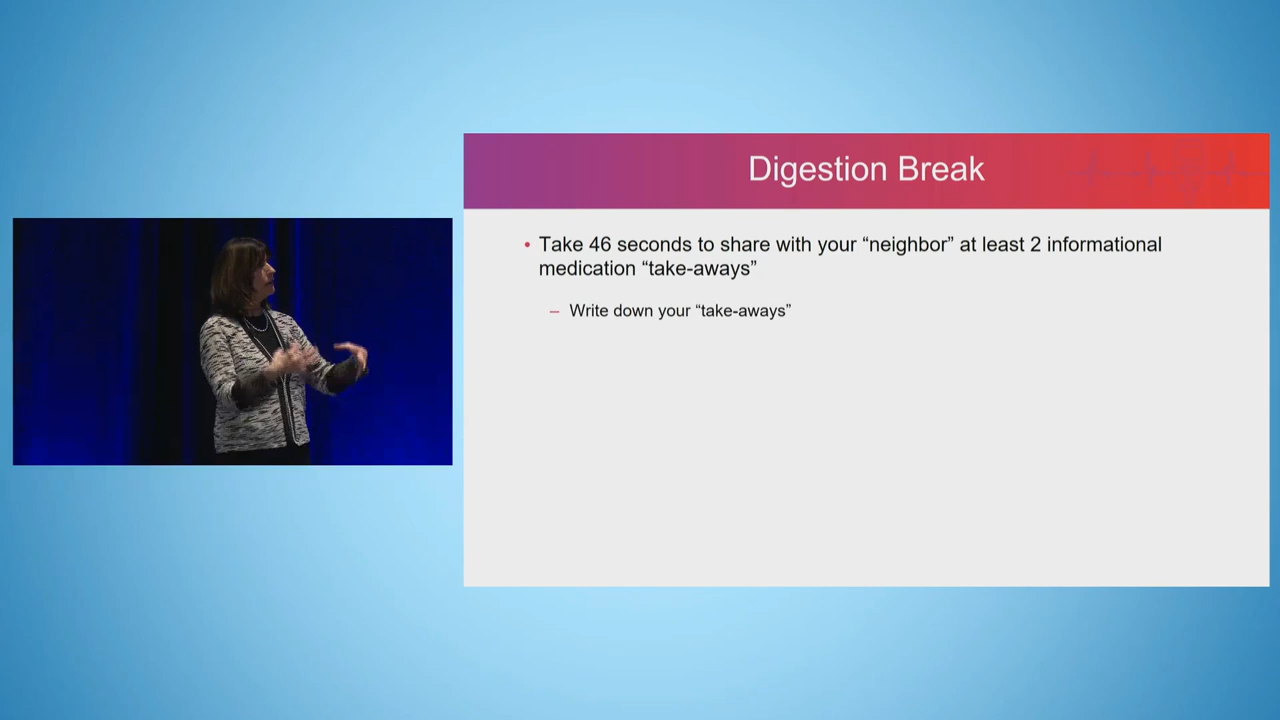 Digestion Break
• Take 46 seconds to share with your “neighbor” at least 2 informational
medication “take-aways”
– Write down your “take-aways”